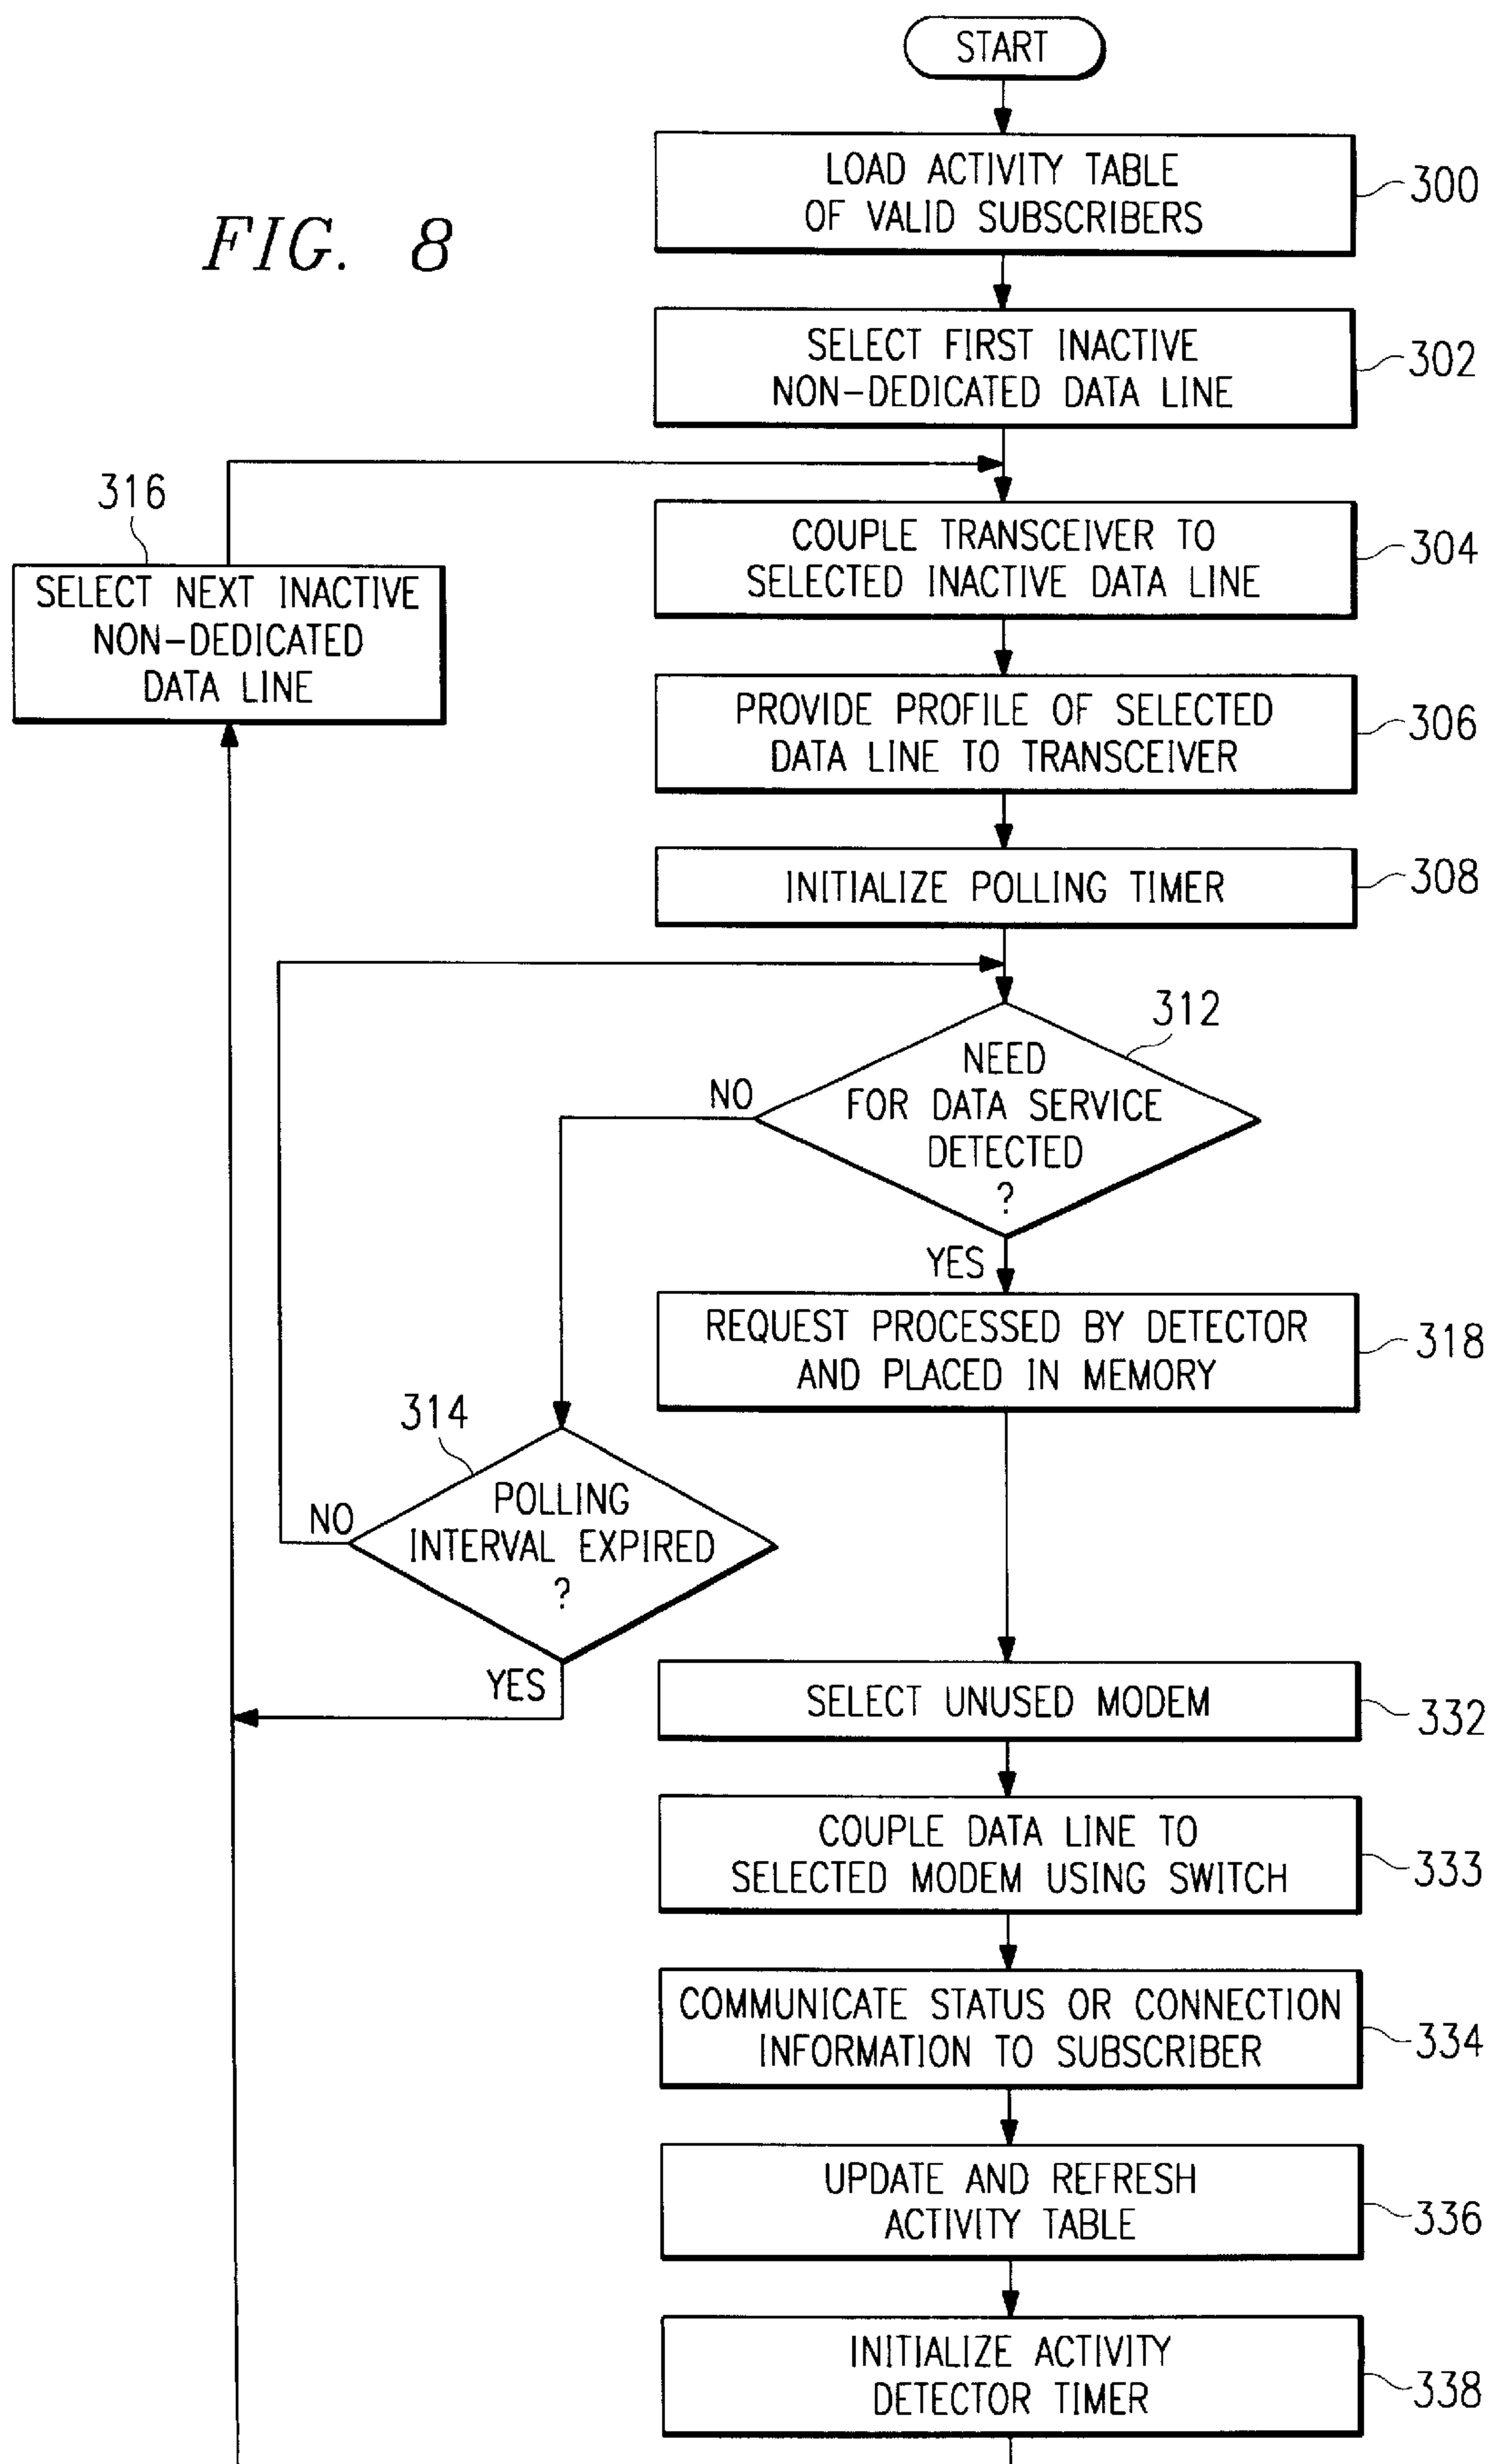 START
FIG. 8
LOAD ACTIVITY TABLE
OF VALID SUBSCRIBERS
300
SELECT FIRST INACTIVE
NON-DEDICATED DATA LINE
302
316
SELECT NEXT INACTIVE
NON-DEDICATED
DATA LINE
COUPLE TRANSCEIVER TO
SELECTED INACTIVE DATA LINE
304
PROVIDE PROFILE OF SELECTED
DATA LINE TO TRANSCEIVER
306
INITIALIZE POLLING TIMER
308
312
NEED
FOR DATA SERVICE
DETECTED
?
NO
YES
REQUEST PROCESSED BY DETECTOR
AND PLACED IN MEMORY
318
314
POLLING
INTERVAL EXPIRED
?
NO
YES
SELECT UNUSED MODEM
332
COUPLE DATA LINE TO
SELECTED MODEM USING SWITCH
333
COMMUNICATE STATUS OR CONNECTION
INFORMATION TO SUBSCRIBER
334
UPDATE AND REFRESH
ACTIVITY TABLE
336
INITIALIZE ACTIVITY
DETECTOR TIMER
338